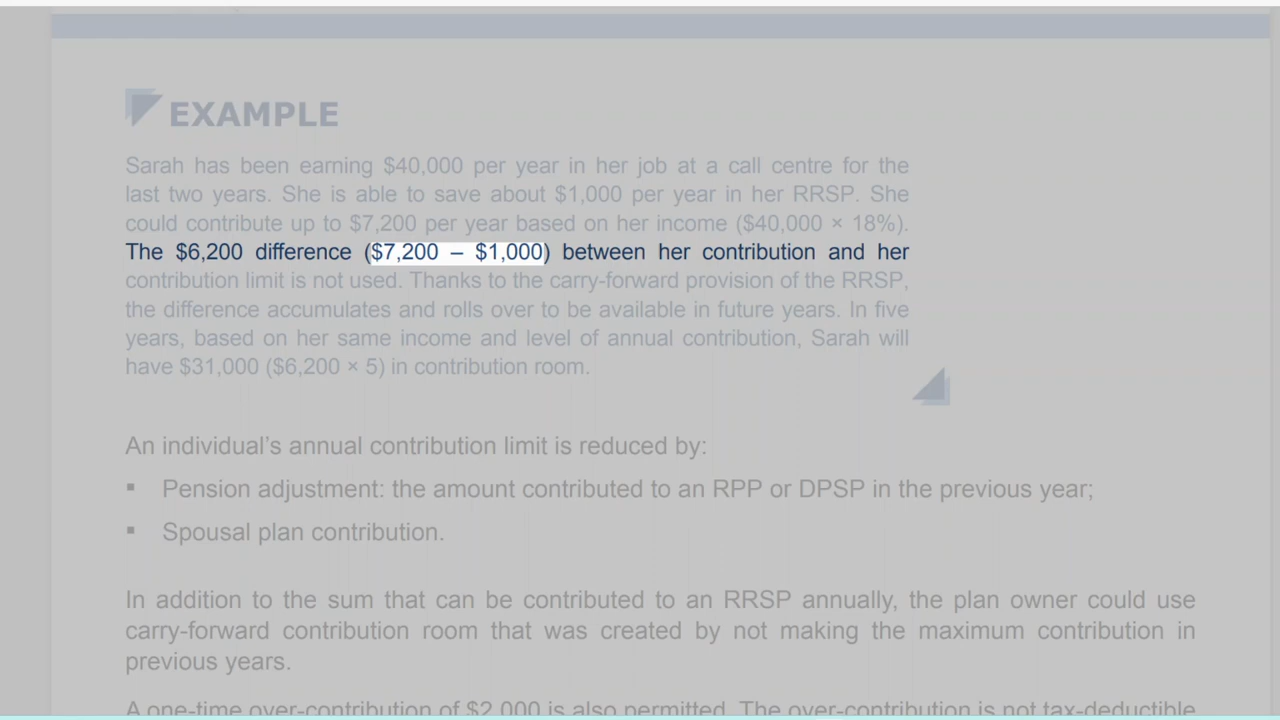 EXAMPLE
Sarah has been earning $40,000 per year in her job at a call centre for the
last two years. She is able to save about $1,000 per year in her RRSP. She
could contribute up to $7,200 per year based on her income ($40,000 × 18%).
The $6,200 difference ($7,200 – $1,000) between her contribution and her
contribution limit is not used. Thanks to the carry-forward provision of the RRSP,
the difference accumulates and rolls over to be available in future years. In five
years, based on her same income and level of annual contribution, Sarah will
have $31,000 ($6,200 × 5) in contribution room.
An individual’s annual contribution limit is reduced by:
▪ Pension adjustment: the amount contributed to an RPP or DPSP in the previous year;
▪ Spousal plan contribution.
In addition to the sum that can be contributed to an RRSP annually, the plan owner could use
carry-forward contribution room that was created by not making the maximum contribution in
previous years.
A one-time over-contribution of $2,000 is also permitted. The over-contribution is not tax-deductible